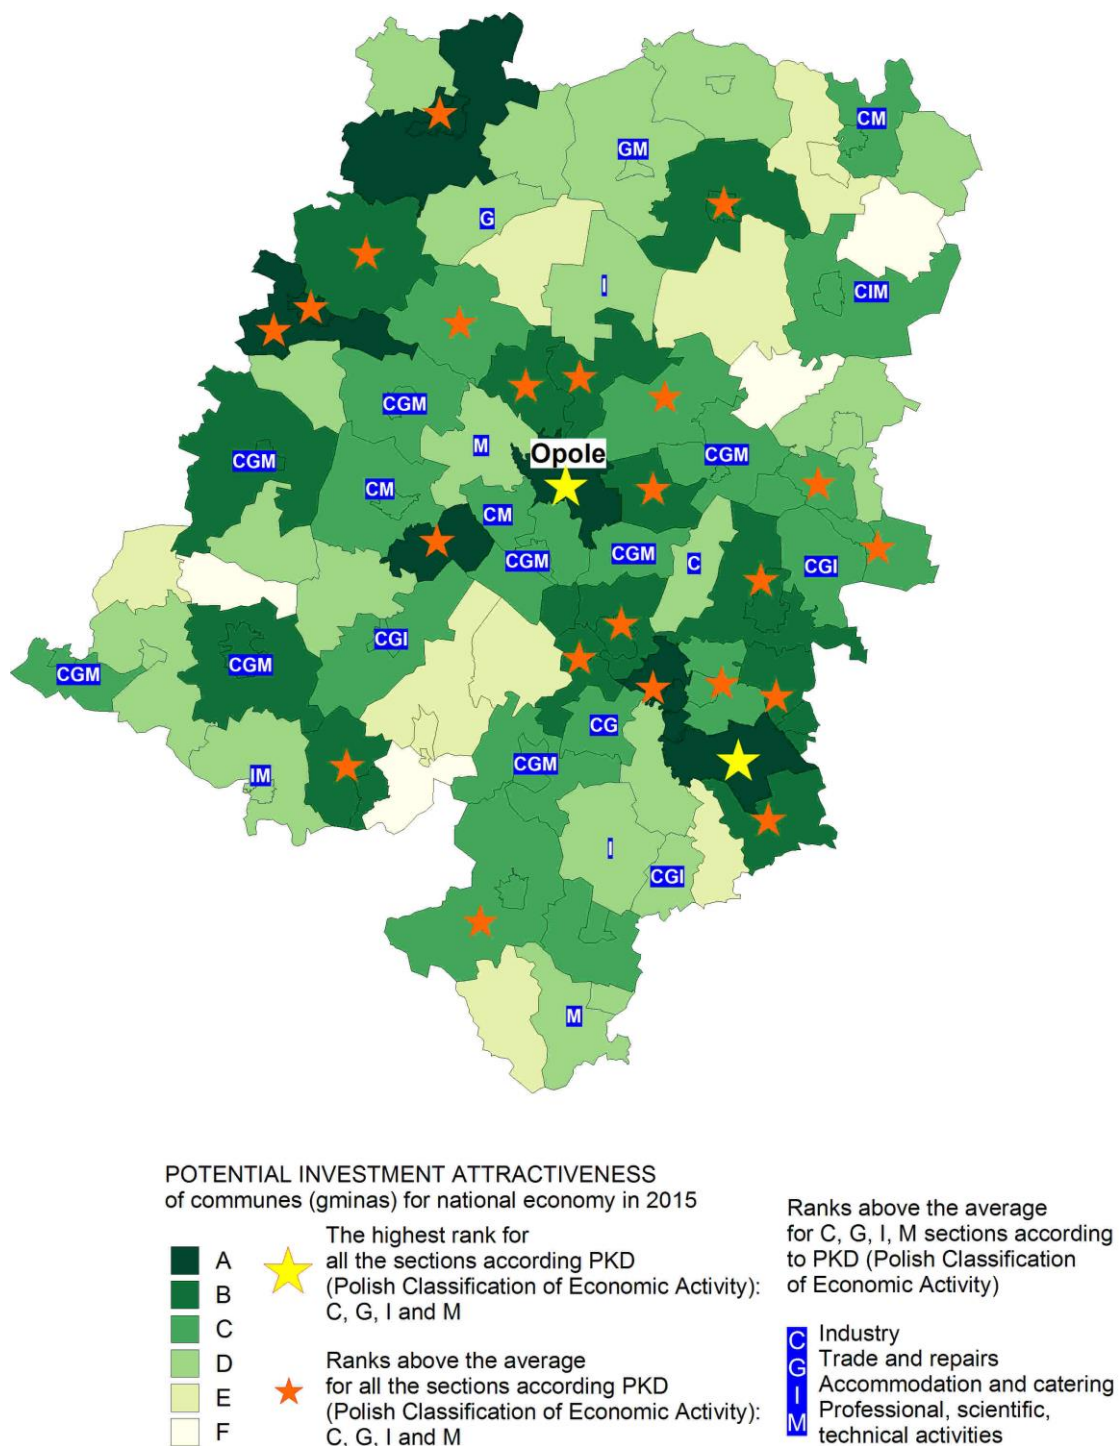 CM
GM
G
I
CIM
CGM
M
Opole
CGM
CGM
CM
CM
CGM
CGM
C
CGI
CGI
CGM
CGM
CG
CGM
IM
I
CGI
M
POTENTIAL INVESTMENT ATTRACTIVENESS
of communes (gminas) for national economy in 2015
A
B
C
D
E
F
The highest rank for
all the sections according PKD
(Polish Classification of Economic Activity):
C, G, I and M
Ranks above the average
for all the sections according PKD
(Polish Classification of Economic Activity):
C, G, I and M
Ranks above the average
for C, G, I, M sections according
to PKD (Polish Classification
of Economic Activity)
C Industry
G Trade and repairs
I Accommodation and catering
M Professional, scientific,
technical activities